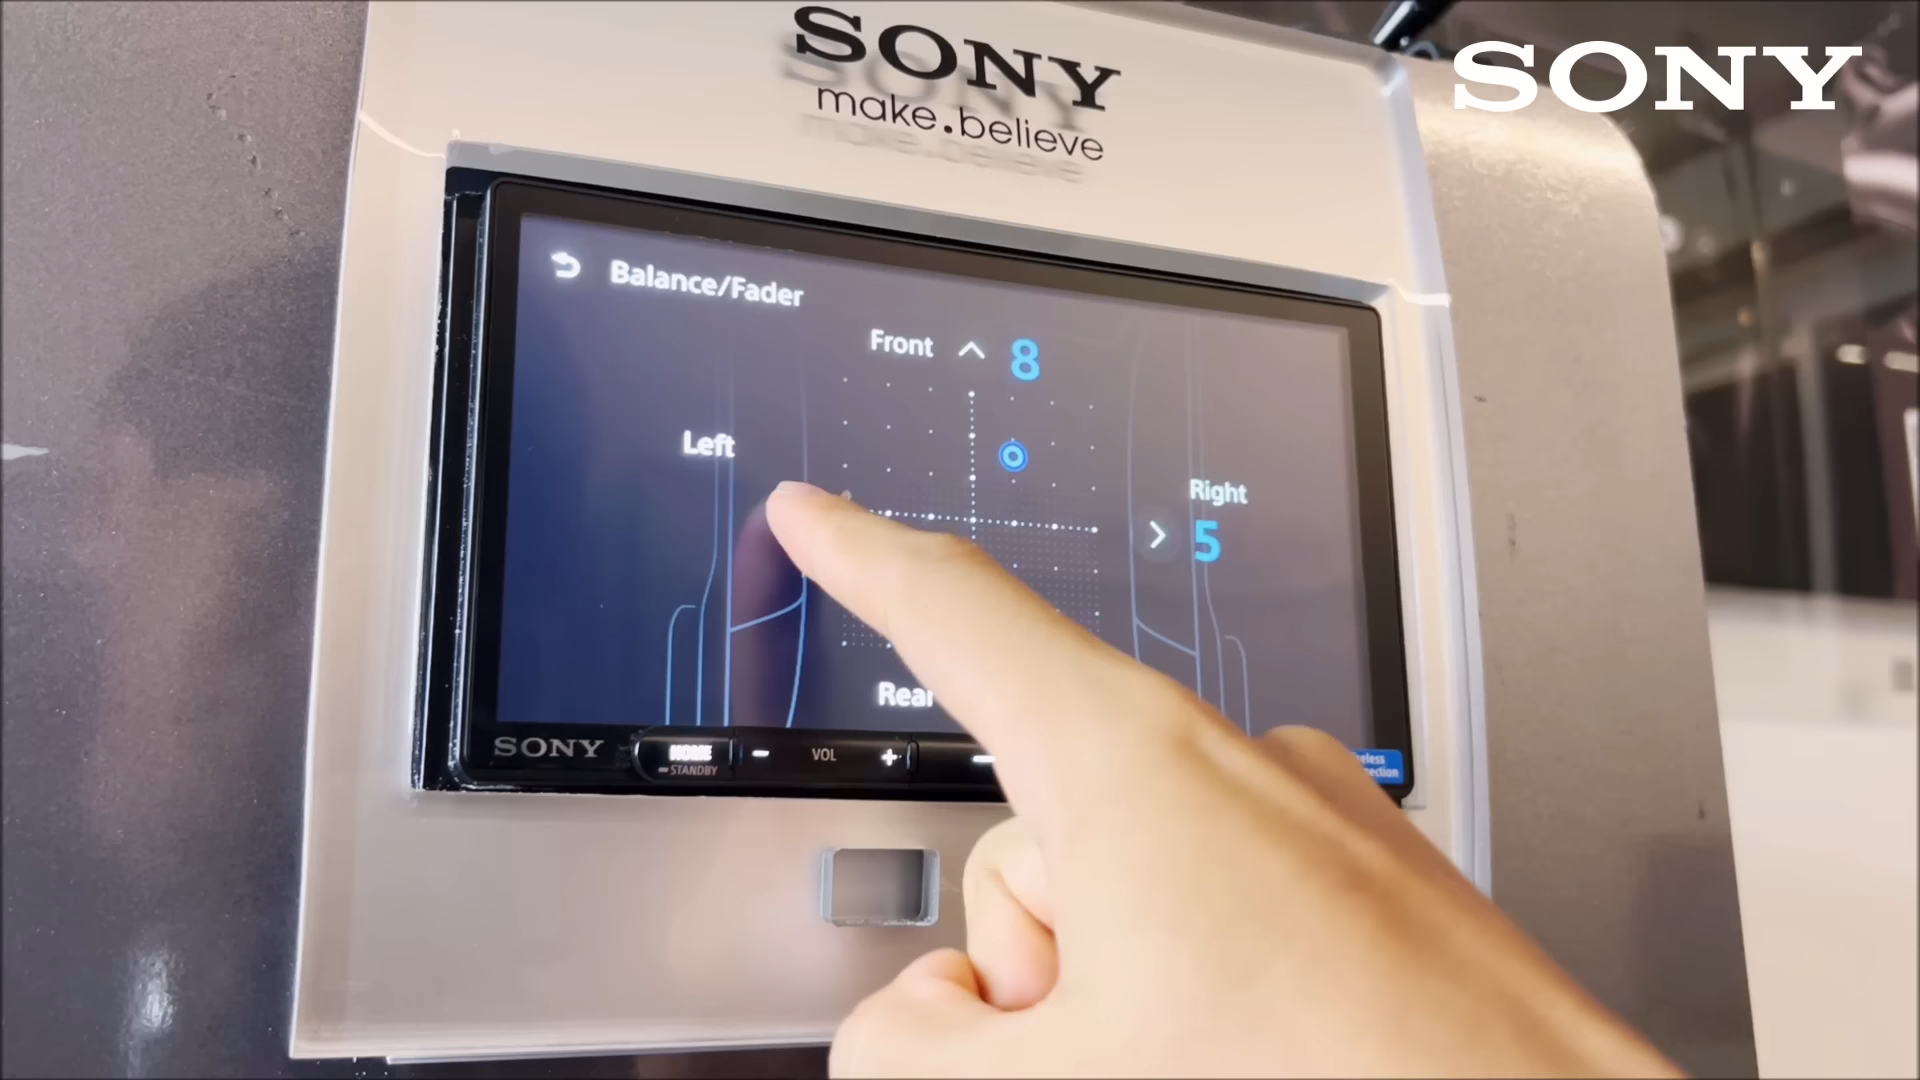 SONY
SONY
make.believe
Balance/Fader
Front 8
Left
Right
5
Rear
SONY
HOME
STANDBY
- VOL +